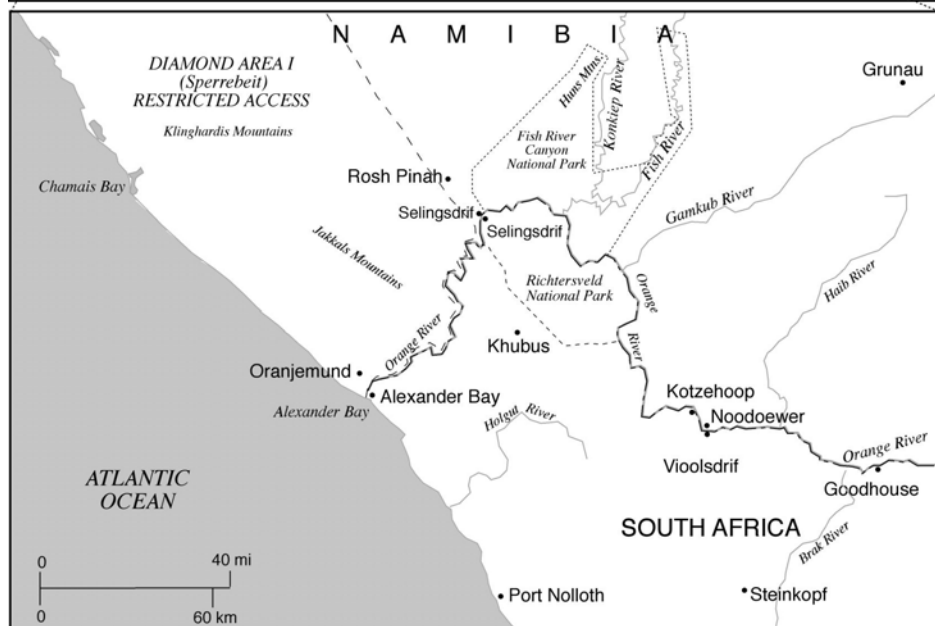 N A M I B I A
DIAMOND AREA I
(Sperrebeit)
RESTRICTED ACCESS
Klinghardis Mountains
Huns Mtns.
Konkiep River
Grunau
Fish River
Canyon
National Park
Fish River
Chamais Bay
Rosh Pinah
Selingsdrif
Selingsdrif
Gamkub River
Jakkals Mountains
Richtersveld
National Park
Orange
River
Haib River
Orange River
Khubus
Oranjemund
Alexander Bay
Alexander Bay
Kotzehoop
Noodoewer
Holgut River
Vioolsdrif
Orange River
Goodhouse
ATLANTIC
OCEAN
SOUTH AFRICA
Brak River
0 40 mi
0 60 km
Port Nolloth
Steinkopf